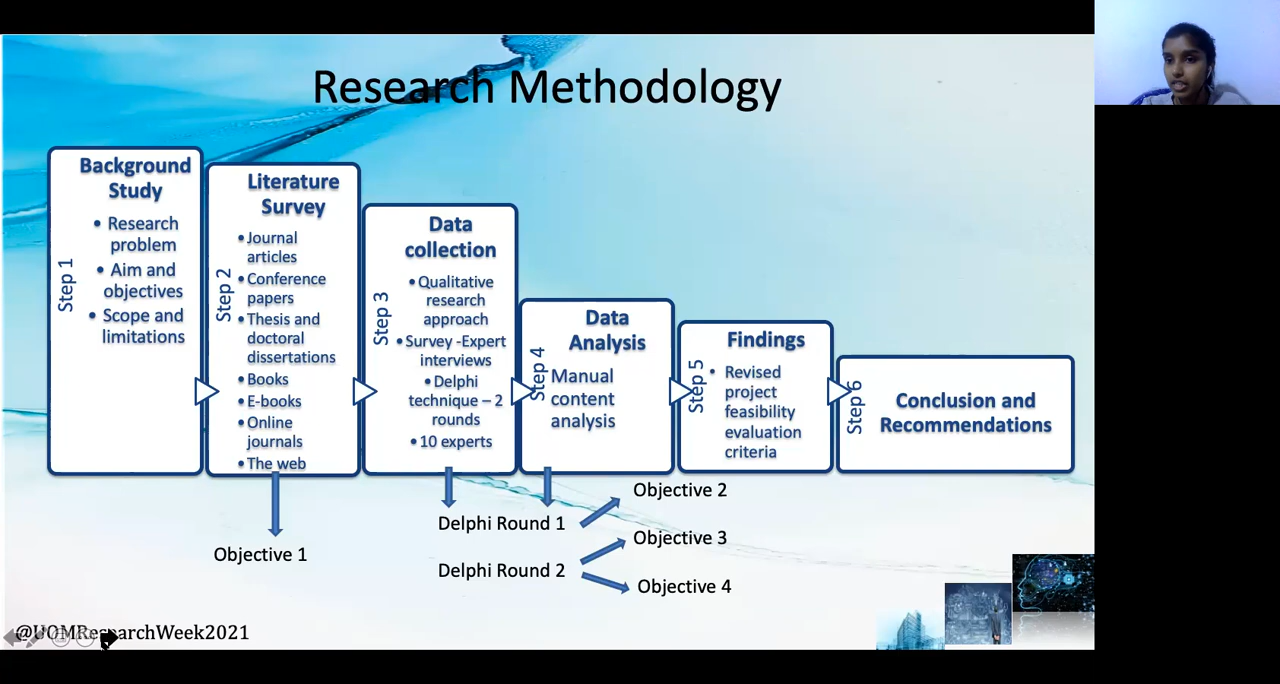 Research Methodology
Step 1
Background
Study
• Research
problem
• Aim and
objectives
• Scope and
limitations
Step 2
Literature
Survey
• Journal
articles
• Conference
papers
• Thesis and
doctoral
dissertations
• Books
• E-books
• Online
journals
• The web
Step 3
Data
collection
• Qualitative
research
approach
• Survey -Expert
interviews
• Delphi
technique – 2
rounds
• 10 experts
Step 4
Data
Analysis
Manual
content
analysis
Step 5
Findings
• Revised
project
feasibility
evaluation
criteria
Step 6
Conclusion and
Recommendations
Objective 1
Delphi Round 1
Delphi Round 2
Objective 2
Objective 3
Objective 4
@UOMResearchWeek2021